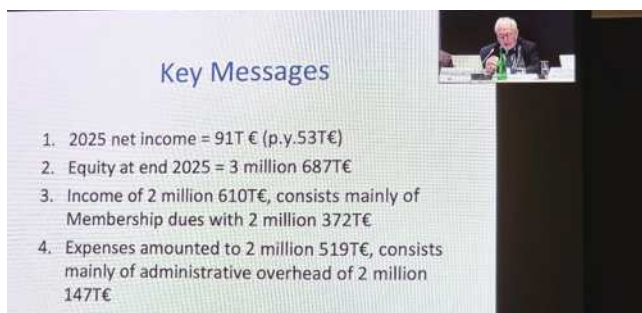 Key Messages
1. 2025 net income = 91T € (p.y.53T€)
2. Equity at end 2025 = 3 million 687T€
3. Income of 2 million 610T€, consists mainly of
Membership dues with 2 million 372T€
4. Expenses amounted to 2 million 519T€, consists
mainly of administrative overhead of 2 million
147T€